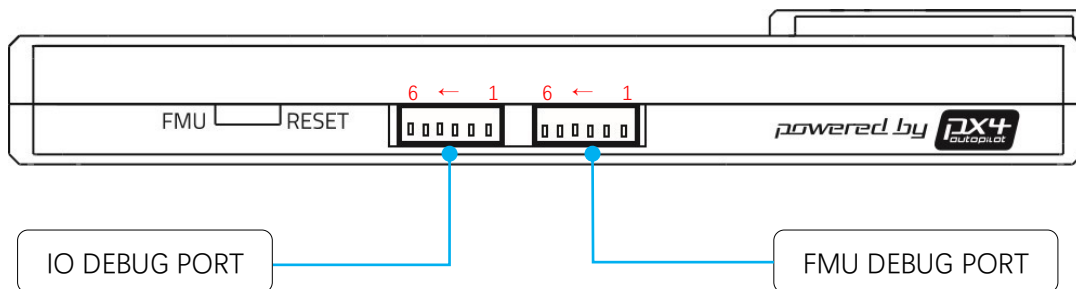 6 ← 1 6 ← 1
FMU RESET
powered by px4
autopilot
IO DEBUG PORT
FMU DEBUG PORT